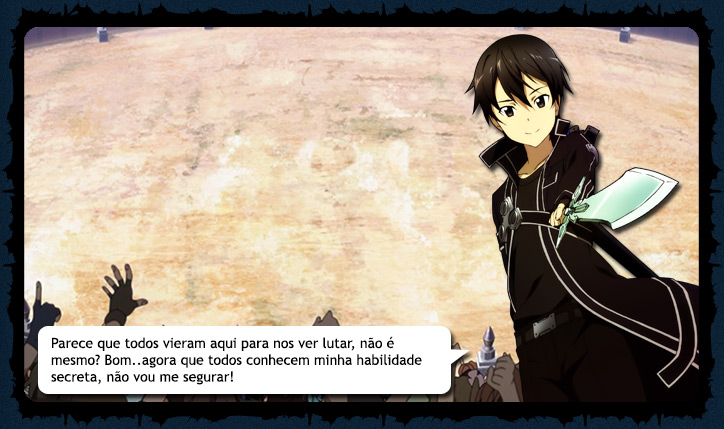 Parece que todos vieram aqui para nos ver lutar, não é
mesmo? Bom..agora que todos conhecem minha habilidade
secreta, não vou me segurar!